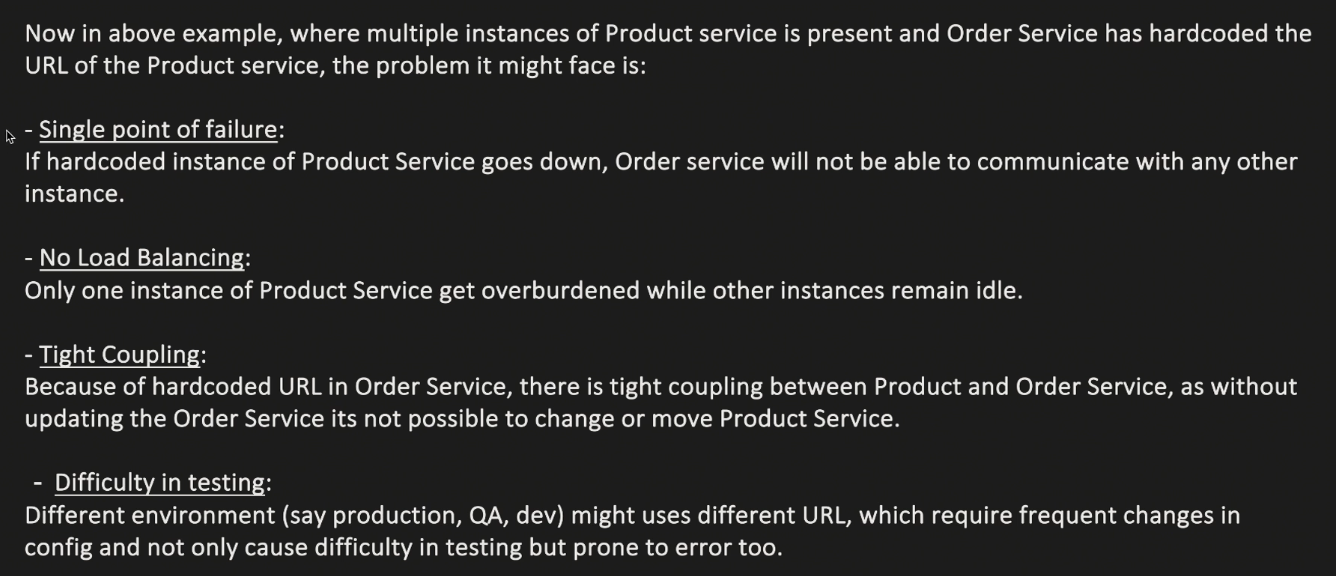 Now in above example, where multiple instances of Product service is present and Order Service has hardcoded the
URL of the Product service, the problem it might face is:
- Single point of failure:
If hardcoded instance of Product Service goes down, Order service will not be able to communicate with any other
instance.
- No Load Balancing:
Only one instance of Product Service get overburdened while other instances remain idle.
- Tight Coupling:
Because of hardcoded URL in Order Service, there is tight coupling between Product and Order Service, as without
updating the Order Service its not possible to change or move Product Service.
- Difficulty in testing:
Different environment (say production, QA, dev) might uses different URL, which require frequent changes in
config and not only cause difficulty in testing but prone to error too.